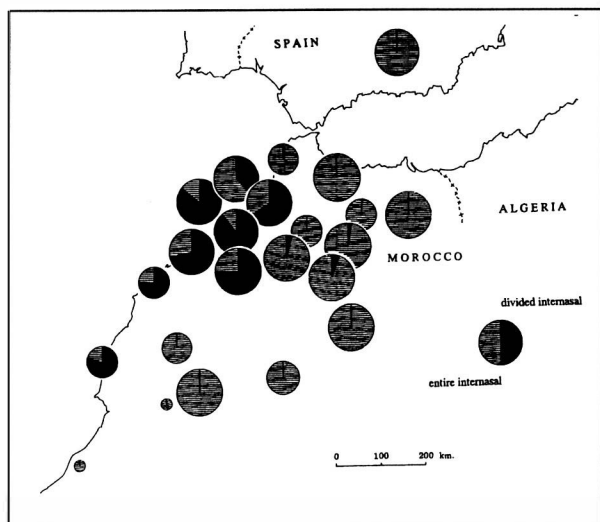 SPAIN
ALGERIA
MOROCCO
divided internasal
entire internasal
0 100 200 km.